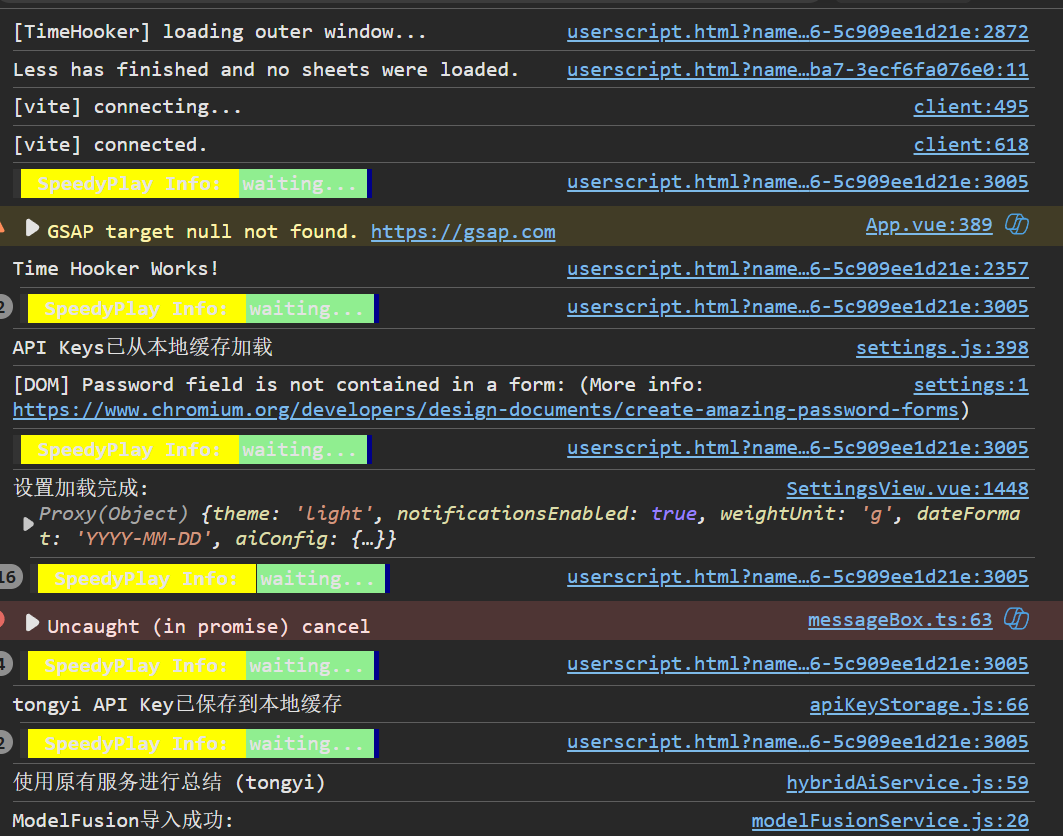 [TimeHooker] loading outer window... userscript.html?name…6-5c909ee1d21e:2872
Less has finished and no sheets were loaded. userscript.html?name…ba7-3ecf6fa076e0:11
[vite] connecting... client:495
[vite] connected. client:618
SpeedyPlay Info: waiting... userscript.html?name…6-5c909ee1d21e:3005
GSAP target null not found. https://gsap.com App.vue:389
Time Hooker Works! userscript.html?name…6-5c909ee1d21e:2357
2 SpeedyPlay Info: waiting... userscript.html?name…6-5c909ee1d21e:3005
API Keys已从本地缓存加载 settings.js:398
[DOM] Password field is not contained in a form: (More info: settings:1
https://www.chromium.org/developers/design-documents/create-amazing-password-forms)
SpeedyPlay Info: waiting... userscript.html?name…6-5c909ee1d21e:3005
设置加载完成: SettingsView.vue:1448
Proxy(Object) {theme: 'light', notificationsEnabled: true, weightUnit: 'g', dateForma
t: 'YYYY-MM-DD', aiConfig: {…}}
16 SpeedyPlay Info: waiting... userscript.html?name…6-5c909ee1d21e:3005
Uncaught (in promise) cancel messageBox.ts:63
4 SpeedyPlay Info: waiting... userscript.html?name…6-5c909ee1d21e:3005
tongyi API Key已保存到本地缓存 apiKeyStorage.js:66
2 SpeedyPlay Info: waiting... userscript.html?name…6-5c909ee1d21e:3005
使用原有服务进行总结 (tongyi) hybridAiService.js:59
ModelFusion导入成功: modelFusionService.js:20